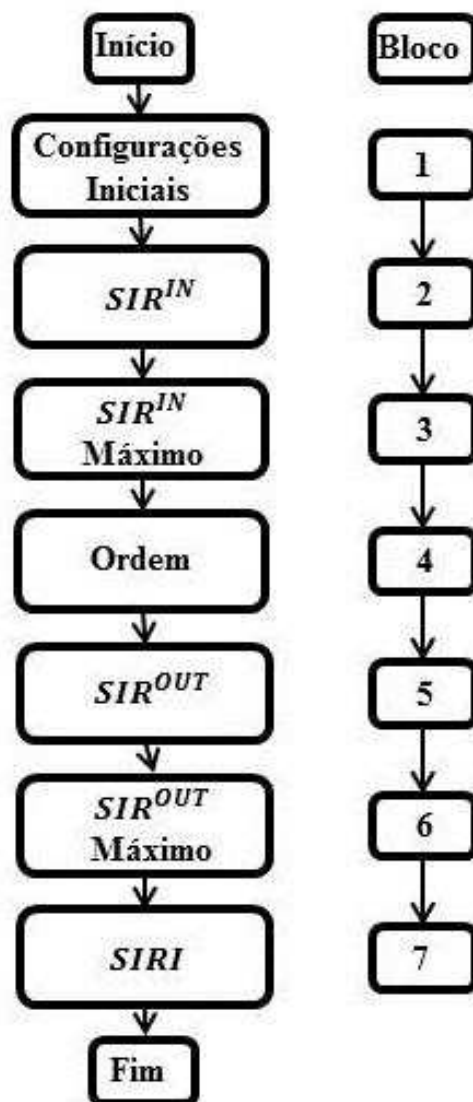 Início
Bloco
Configurações
Iniciais
1
SIR^IN
2
SIR^IN
Máximo
3
Ordem
4
SIR^OUT
5
SIR^OUT
Máximo
6
SIRI
7
Fim